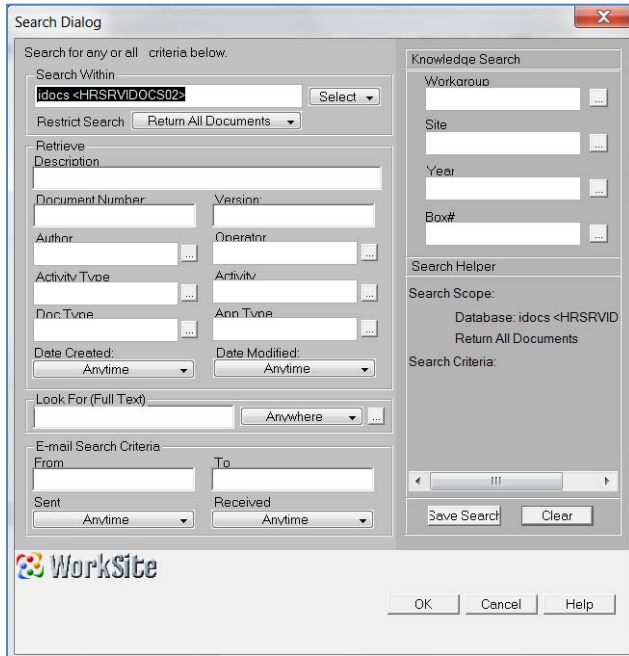 Search Dialog
X
Search for any or all criteria below.
Search Within
idocs <HRSRVIDOCS02>
Select
Restrict Search Return All Documents
Retrieve
Description
Document Number: Version:
Author Operator
... ...
Activity Type Activity
... ...
Doc Type App Type
... ...
Date Created: Date Modified:
Anytime Anytime
Look For (Full Text)
Anywhere ...
E-mail Search Criteria
From To
Sent Received
Anytime Anytime
Knowledge Search
Workgroup
...
Site
...
Year
...
Box#
...
Search Helper
Search Scope:
Database: idocs <HRSRVID
Return All Documents
Search Criteria:
Save Search Clear
WorkSite
OK Cancel Help